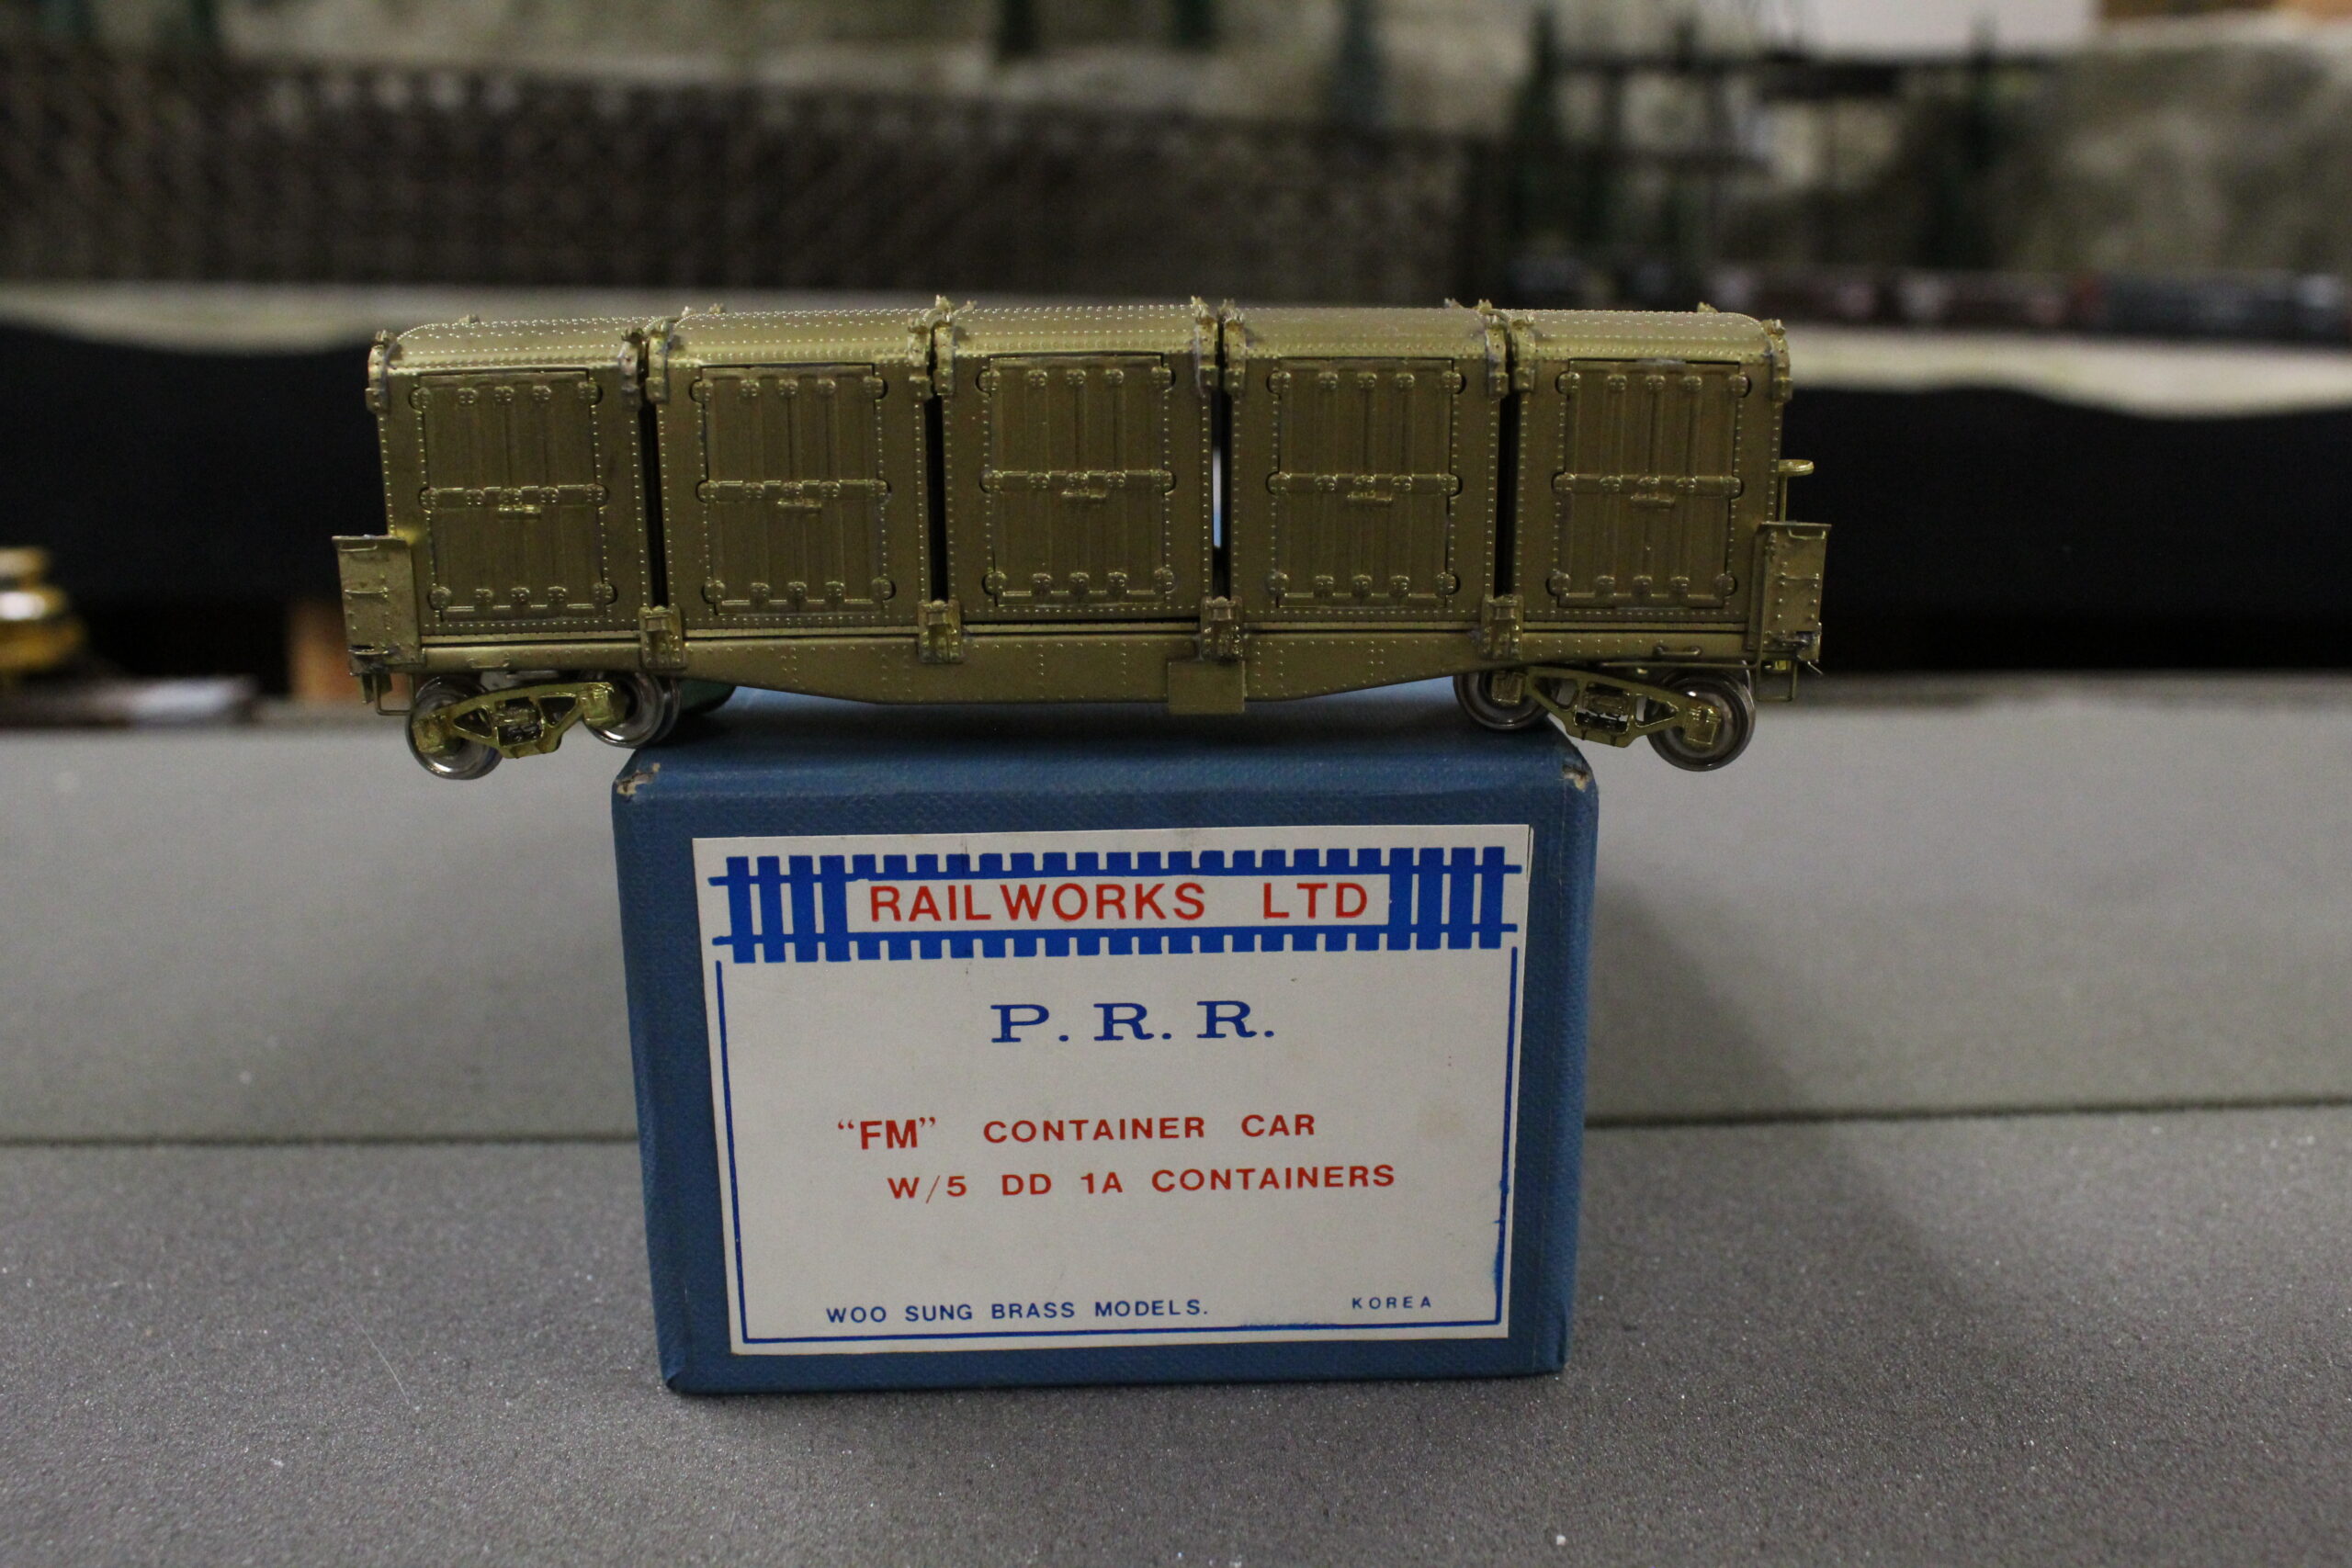 RAILWORKS LTD
P. R. R.
“FM” CONTAINER CAR
W/5 DD 1A CONTAINERS
WOO SUNG BRASS MODELS. KOREA